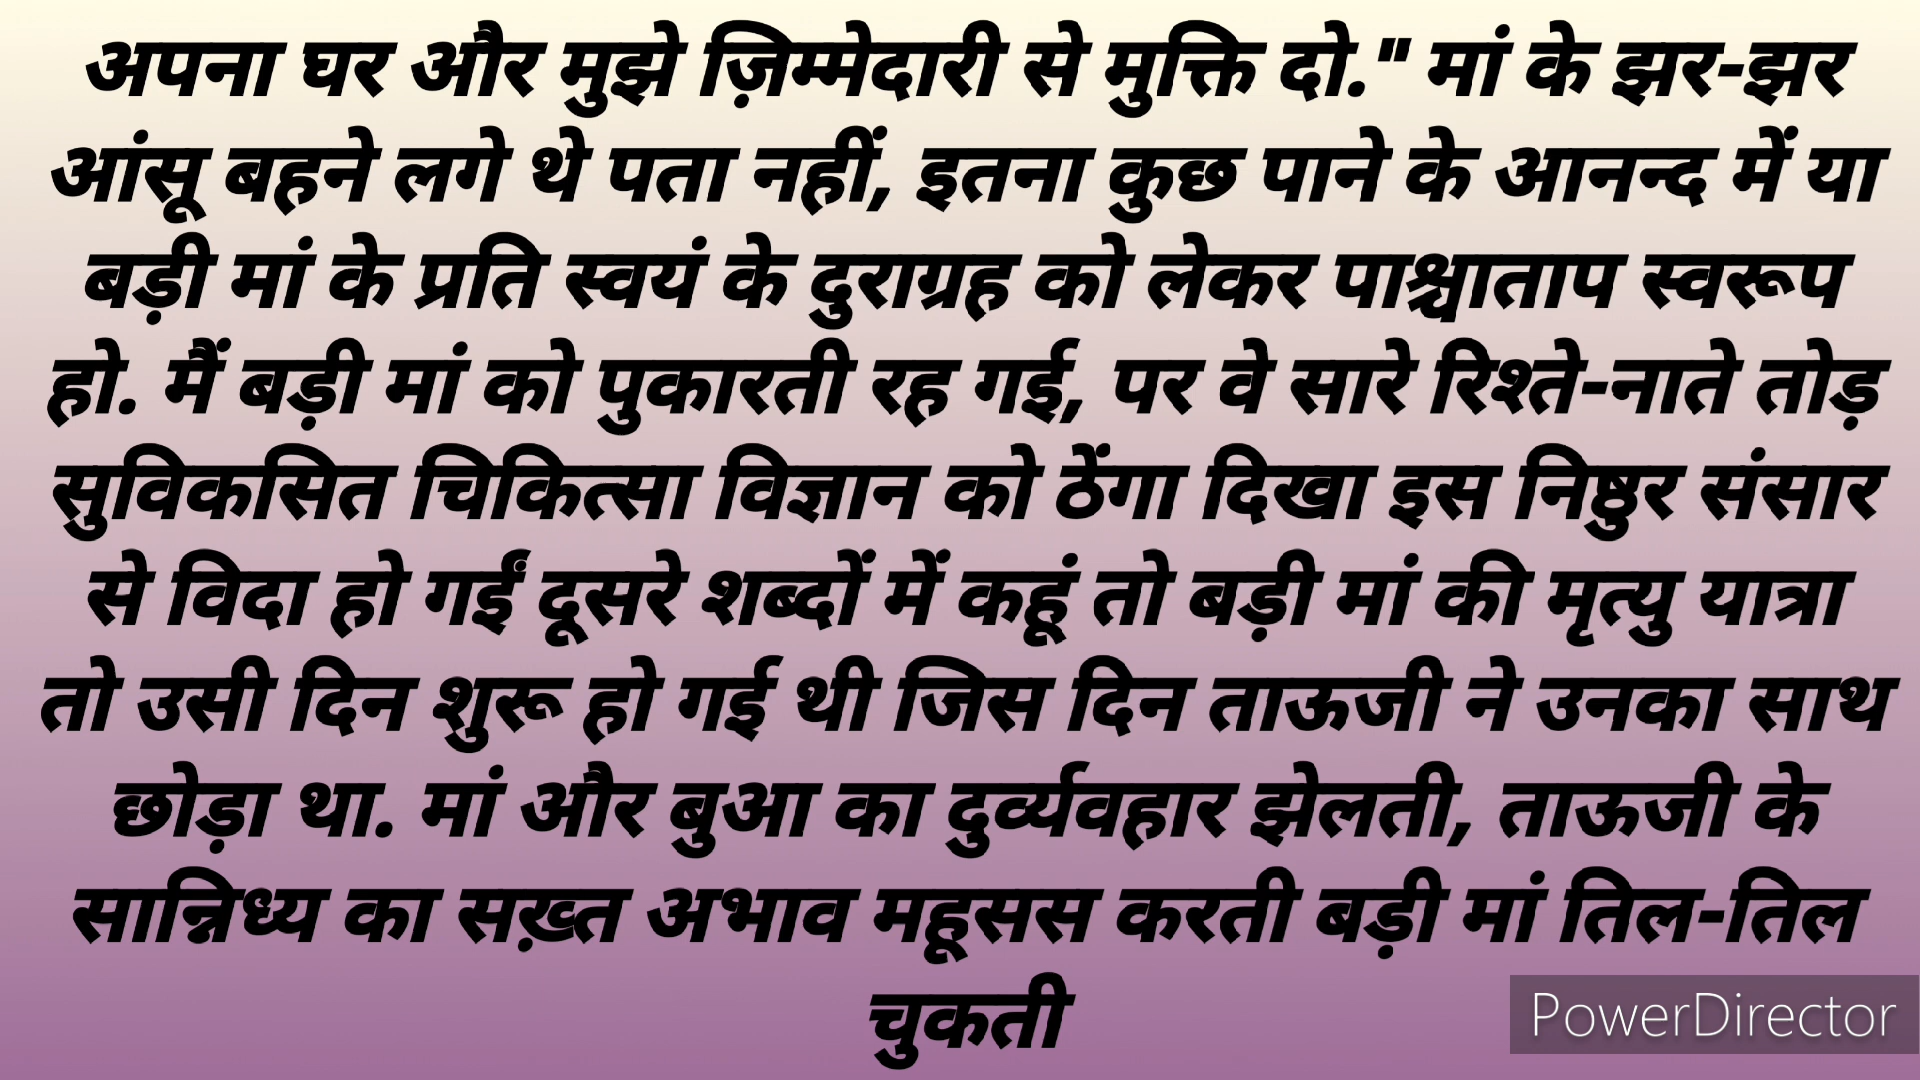 अपना घर और मुझे ज़िम्मेदारी से मुक्ति दो." मां के झर-झर
आंसू बहने लगे थे पता नहीं, इतना कुछ पाने के आनन्द में या
बड़ी मां के प्रति स्वयं के दुराग्रह को लेकर पाश्चाताप स्वरूप
हो. मैं बड़ी मां को पुकारती रह गई, पर वे सारे रिश्ते-नाते तोड़
सुविकसित चिकित्सा विज्ञान को ठेंगा दिखा इस निष्ठुर संसार
से विदा हो गईं दूसरे शब्दों में कहूं तो बड़ी मां की मृत्यु यात्रा
तो उसी दिन शुरू हो गई थी जिस दिन ताऊजी ने उनका साथ
छोड़ा था. मां और बुआ का दुर्व्यवहार झेलती, ताऊजी के
सान्निध्य का सख़्त अभाव महूसस करती बड़ी मां तिल-तिल
चुकती
PowerDirector